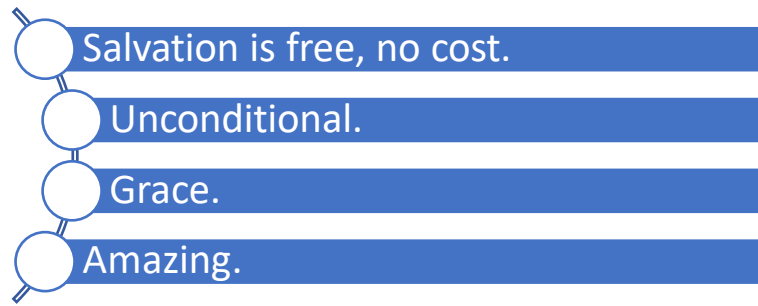 Salvation is free, no cost.
Unconditional.
Grace.
Amazing.